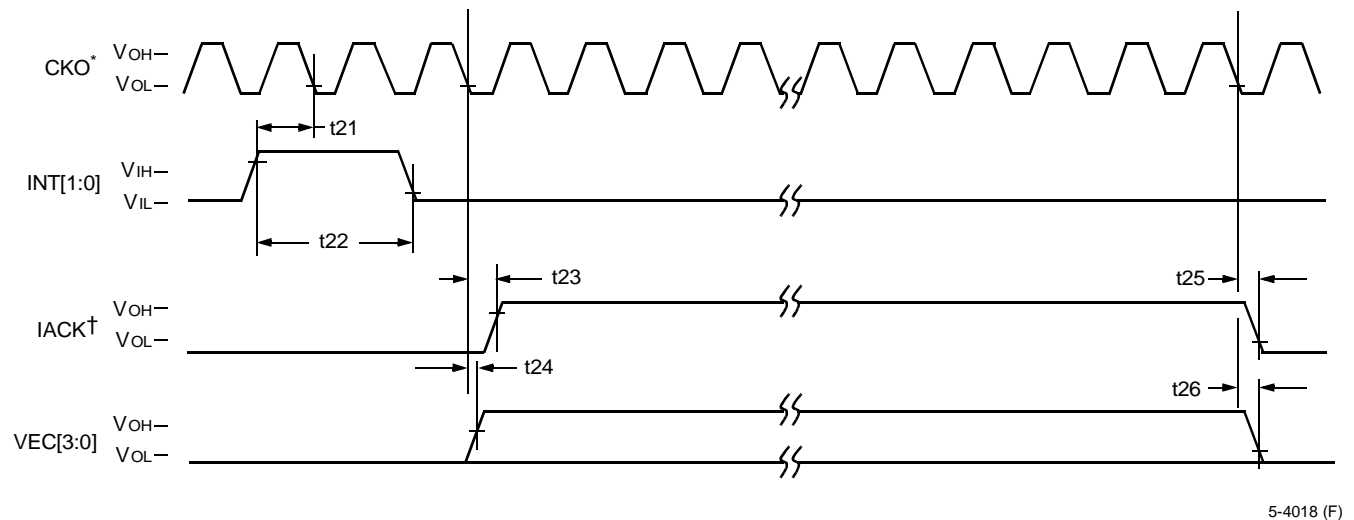 CKO*
VOH
VOL
t21
INT[1:0]
VIH
VIL
t22
t23
t25
IACK†
VOH
VOL
t24
t26
VEC[3:0]
VOH
VOL
5-4018 (F)